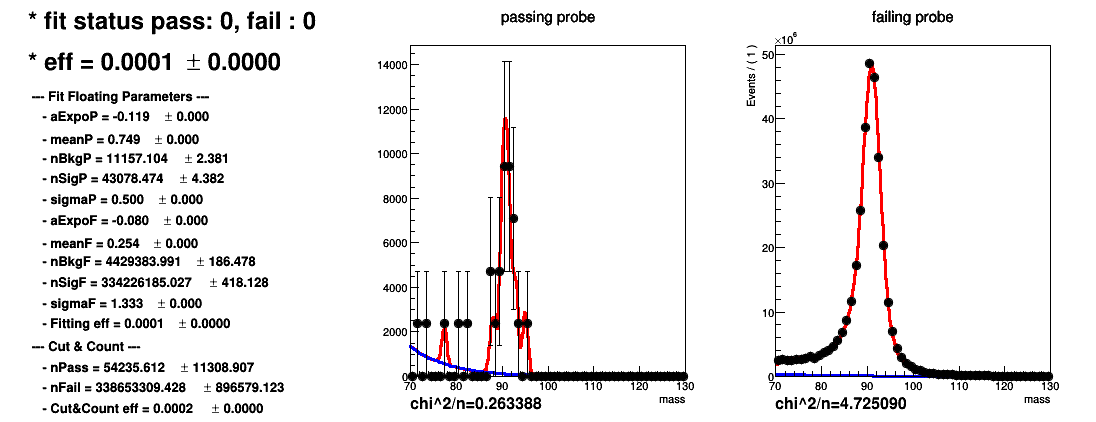 * fit status pass: 0, fail : 0
* eff = 0.0001 ± 0.0000
--- Fit Floating Parameters ---
- aExpoP = -0.119 ± 0.000
- meanP = 0.749 ± 0.000
- nBkgP = 11157.104 ± 2.381
- nSigP = 43078.474 ± 4.382
- sigmaP = 0.500 ± 0.000
- aExpoF = -0.080 ± 0.000
- meanF = 0.254 ± 0.000
- nBkgF = 4429383.991 ± 186.478
- nSigF = 334226185.027 ± 418.128
- sigmaF = 1.333 ± 0.000
- Fitting eff = 0.0001 ± 0.0000
--- Cut & Count ---
- nPass = 54235.612 ± 11308.907
- nFail = 338653309.428 ± 896579.123
- Cut&Count eff = 0.0002 ± 0.0000
passing probe
14000
12000
10000
8000
6000
4000
2000
0
70 80 90 100 110 120 130
mass
chi^2/n=0.263388
failing probe
×10⁶
Events / ( 1 )
50
40
30
20
10
0
70 80 90 100 110 120 130
mass
chi^2/n=4.725090